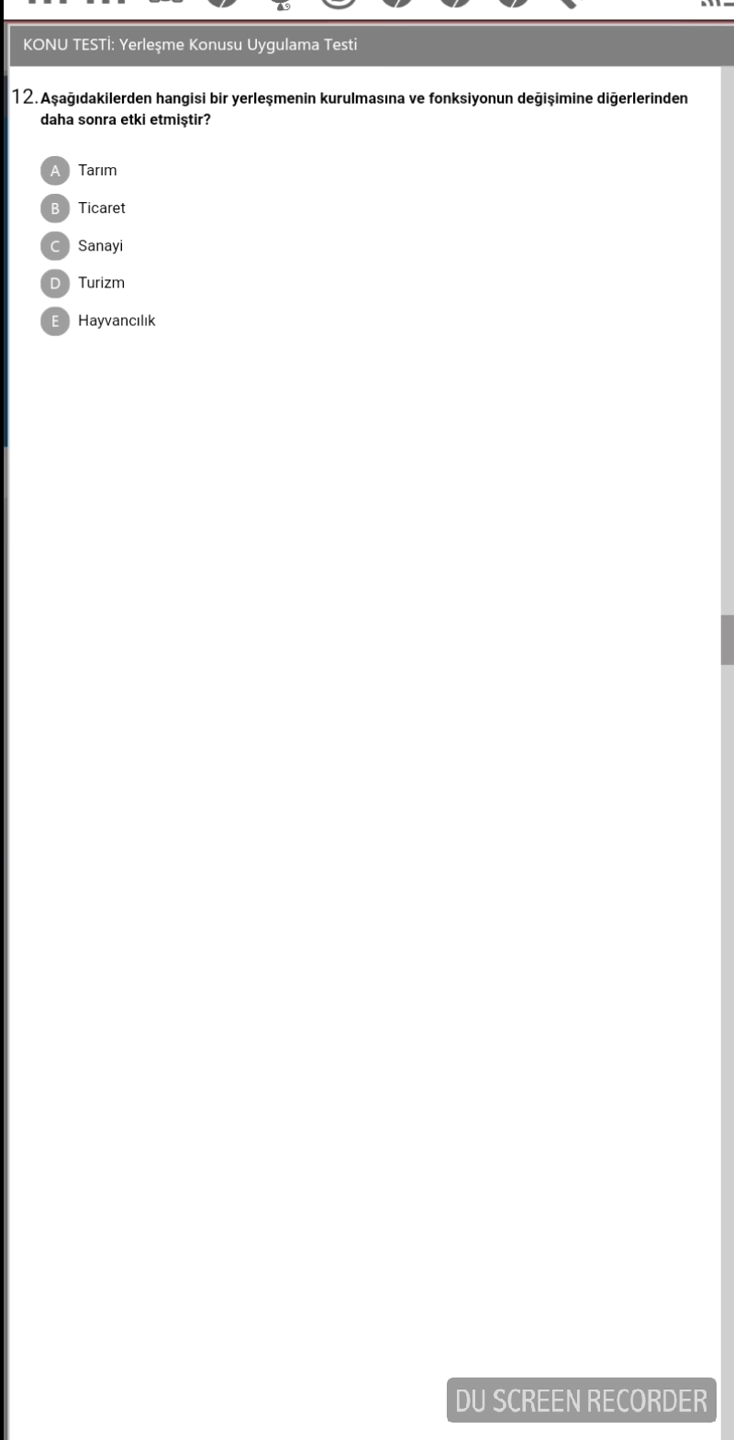 KONU TESTİ: Yerleşme Konusu Uygulama Testi
12. Aşağıdakilerden hangisi bir yerleşmenin kurulmasına ve fonksiyonun değişimine diğerlerinden
daha sonra etki etmiştir?
A Tarım
B Ticaret
C Sanayi
D Turizm
E Hayvancılık
DU SCREEN RECORDER